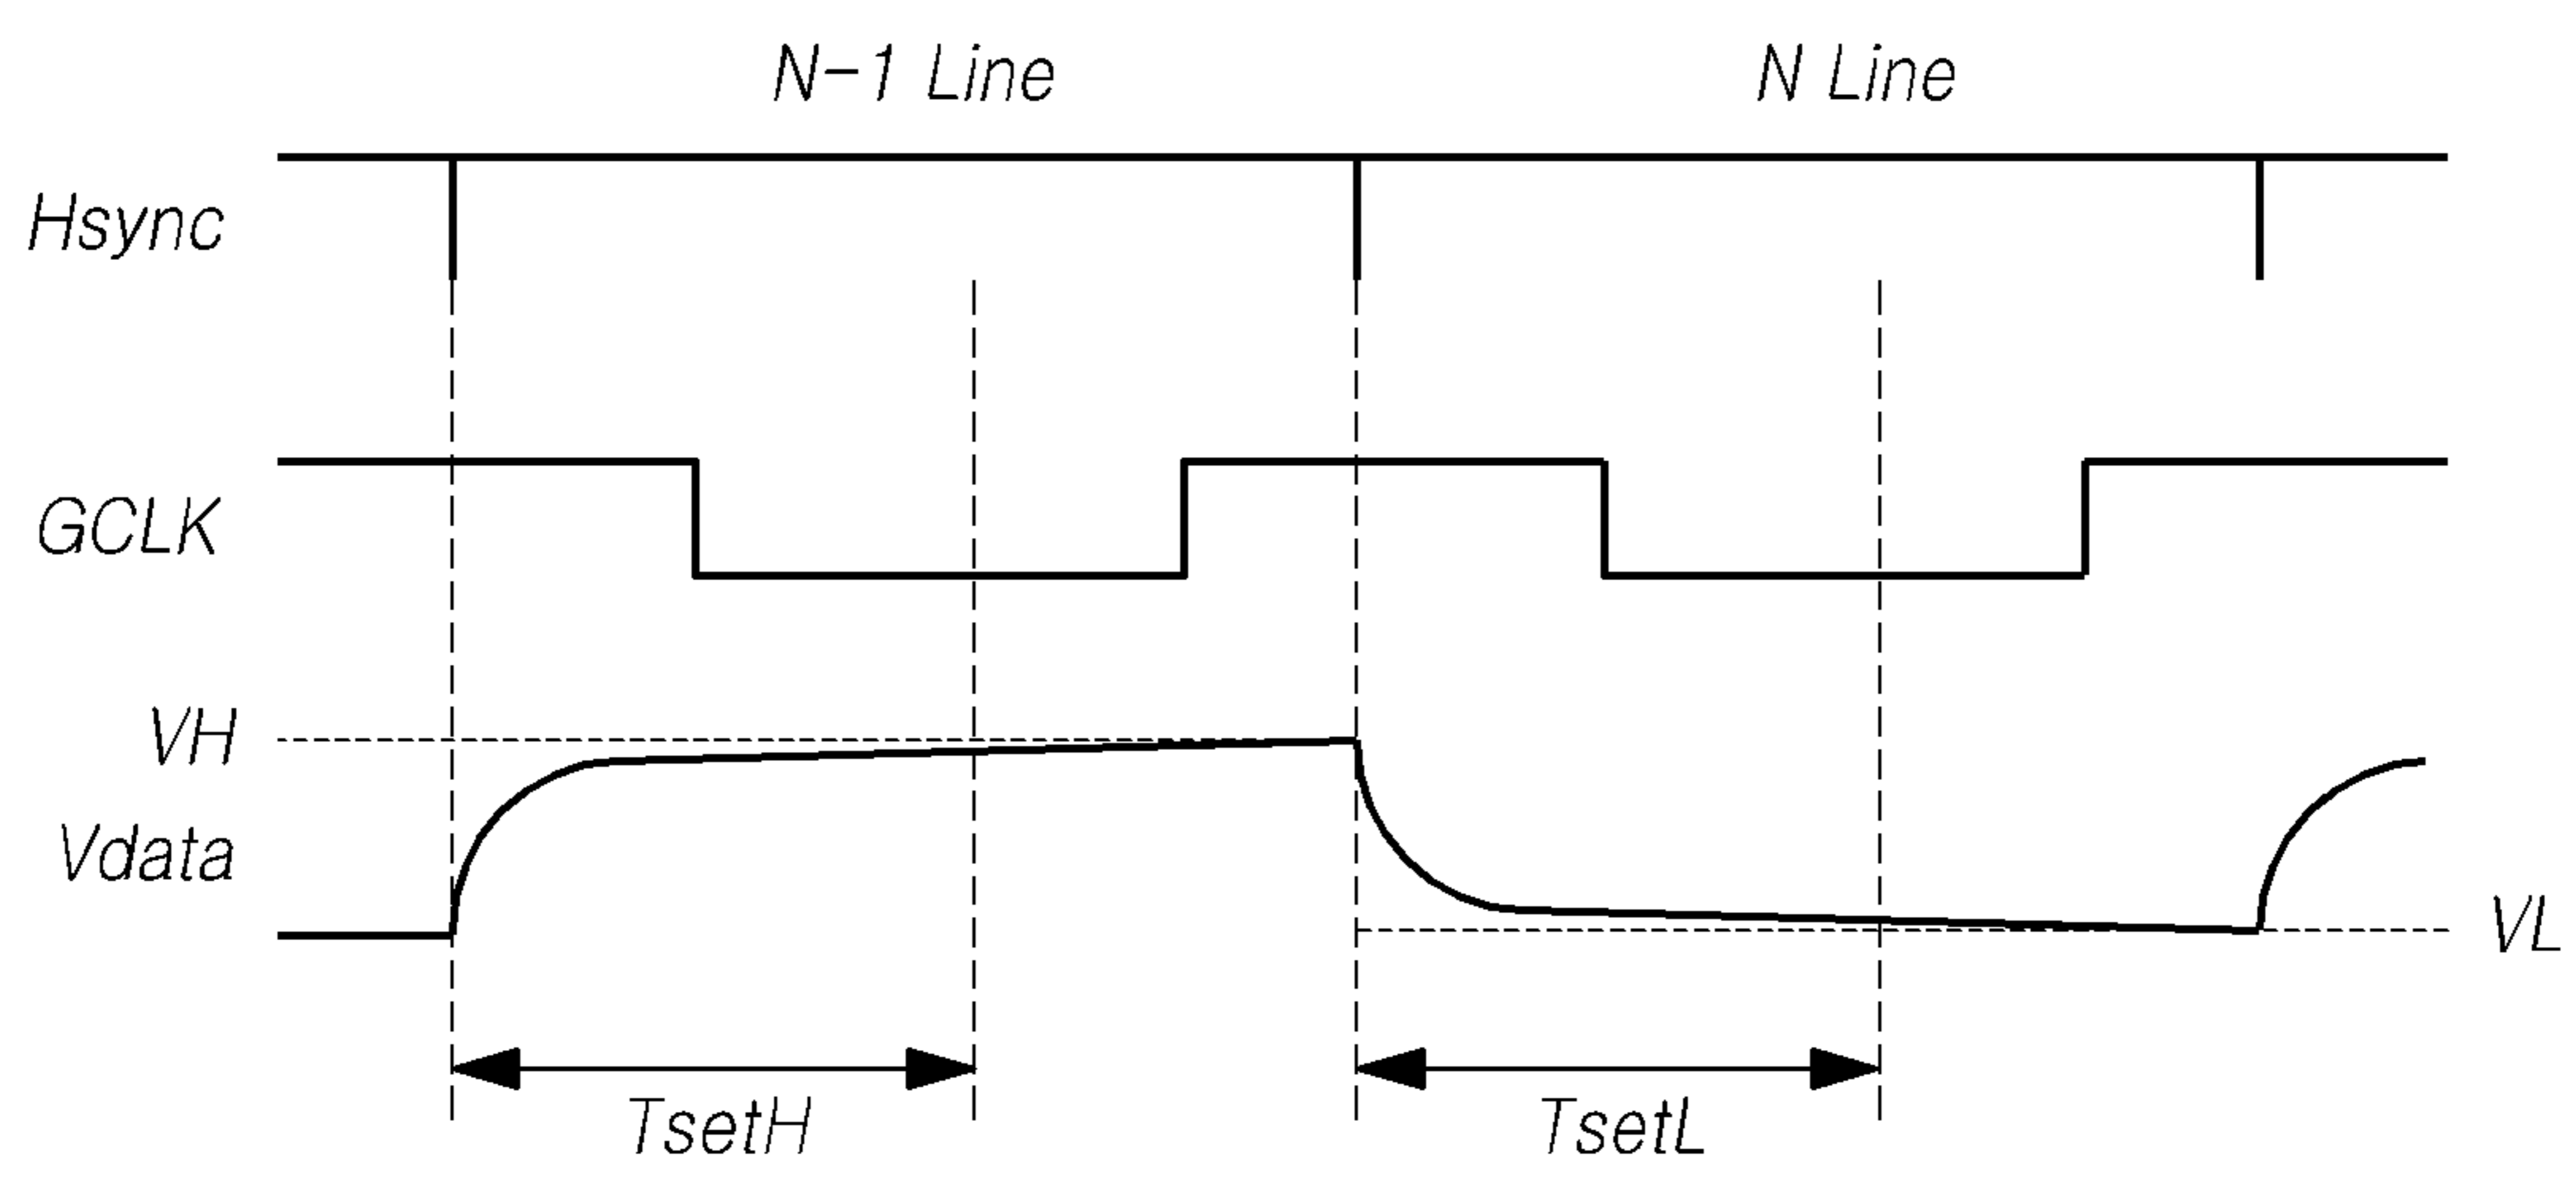 N-1 Line
N Line
Hsync
GCLK
VH
Vdata
VL
TsetH
TsetL